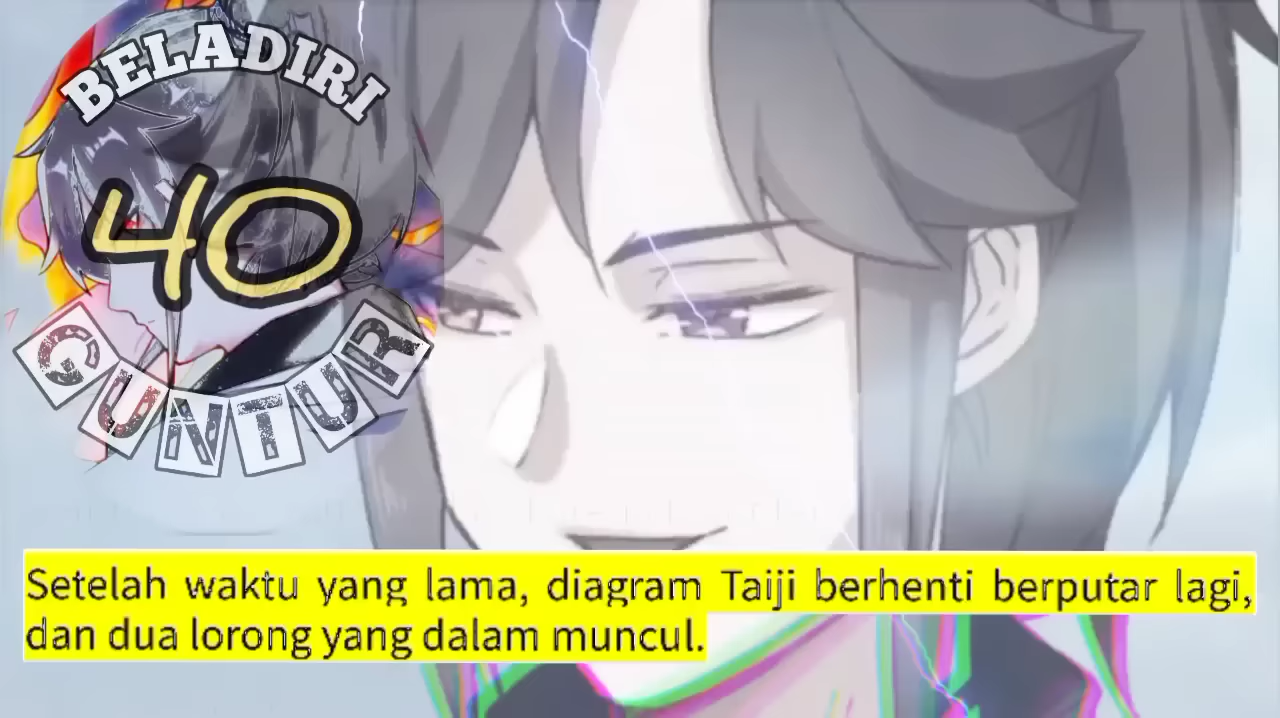 BELADIRI
40
GUNTUR
Setelah waktu yang lama, diagram Taiji berhenti berputar lagi,
dan dua lorong yang dalam muncul.